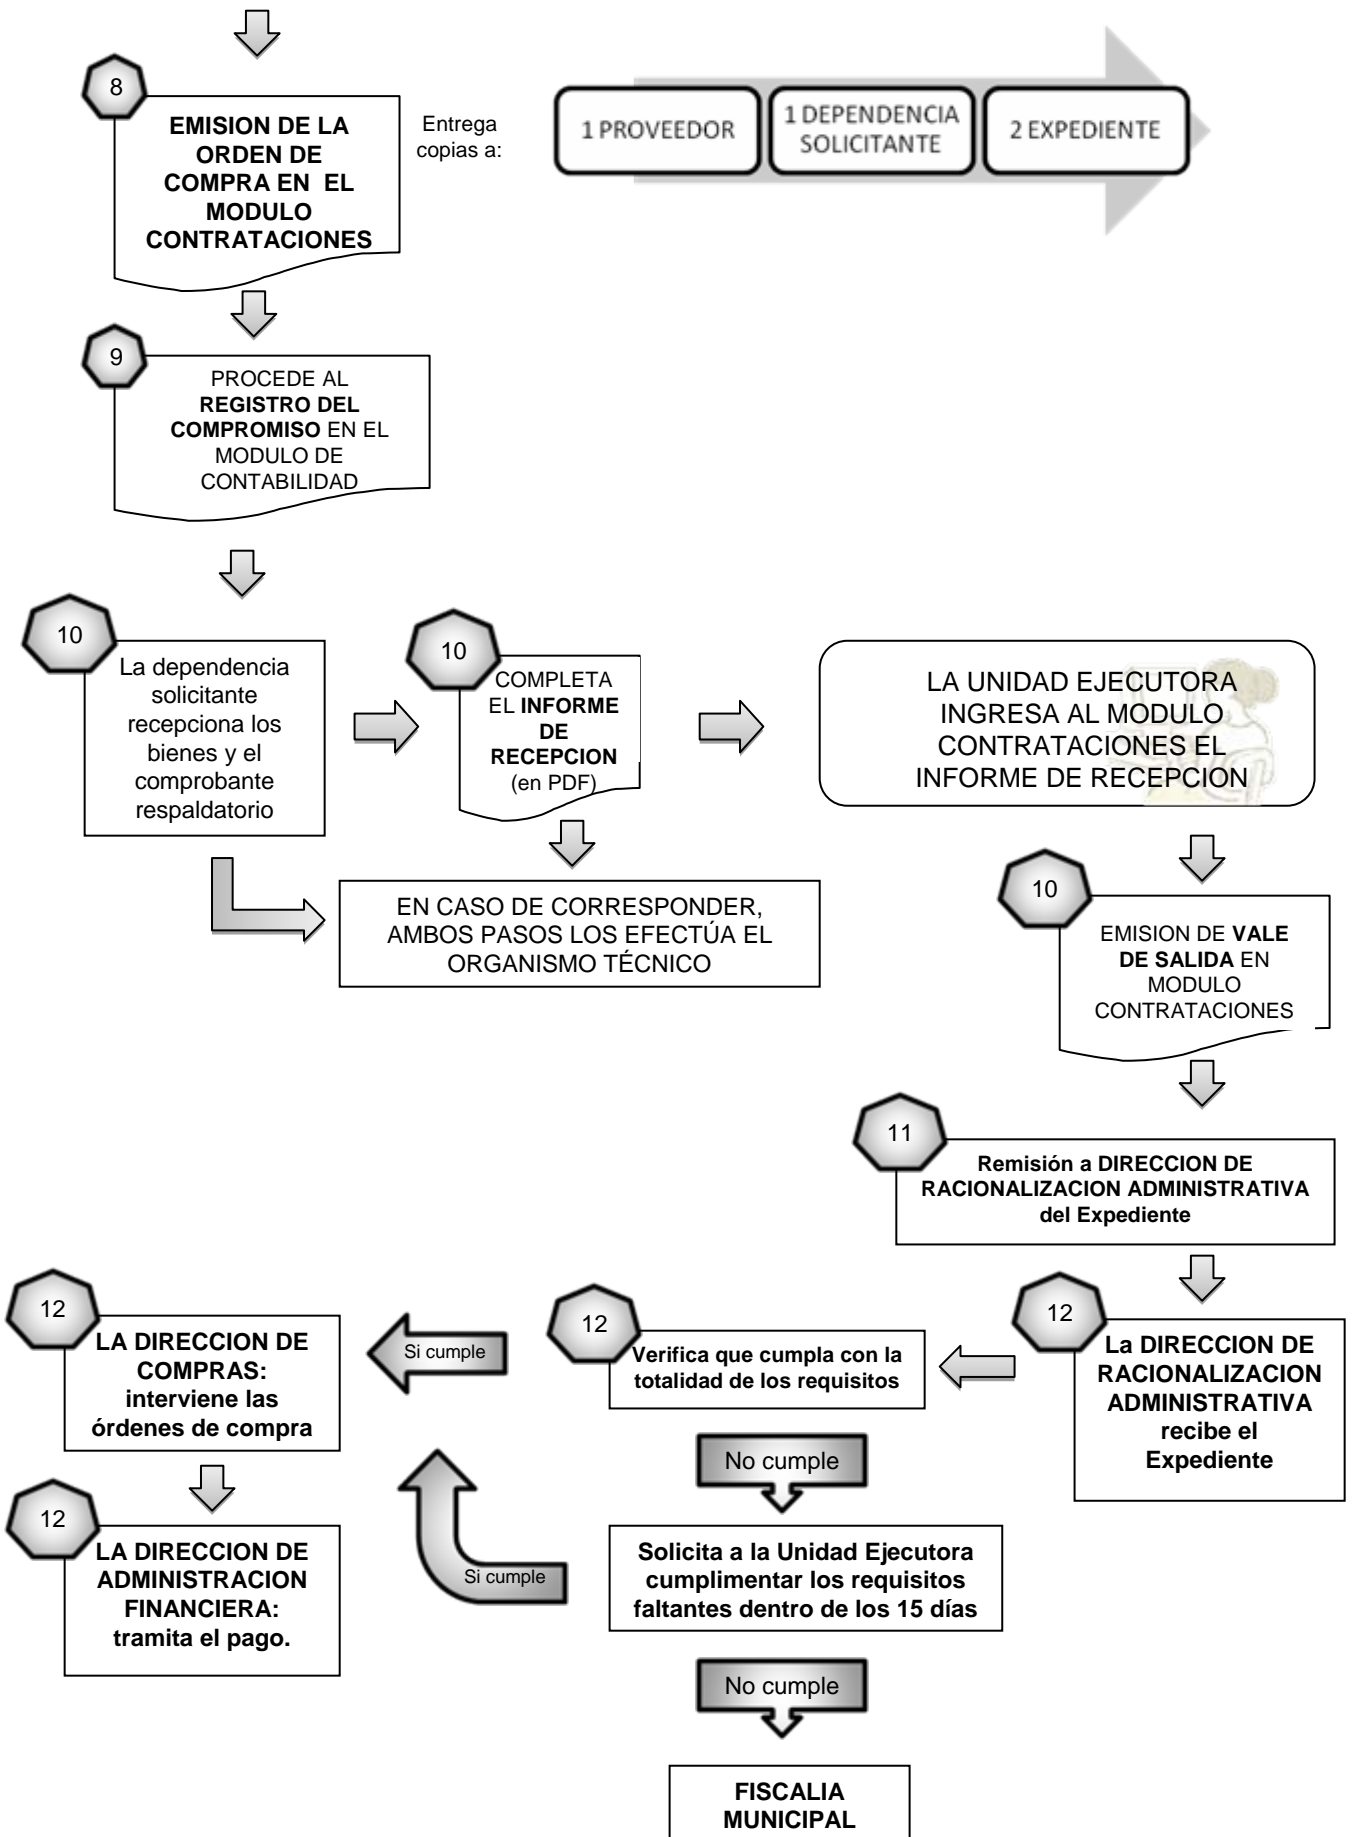 8
EMISION DE LA
ORDEN DE
COMPRA EN EL
MODULO
CONTRATACIONES
Entrega
copias a:
1 PROVEEDOR
1 DEPENDENCIA
SOLICITANTE
2 EXPEDIENTE
9
PROCEDE AL
REGISTRO DEL
COMPROMISO EN EL
MODULO DE
CONTABILIDAD
10
La dependencia
solicitante
recepciona los
bienes y el
comprobante
respaldatorio
10
COMPLETA
EL INFORME
DE
RECEPCION
(en PDF)
LA UNIDAD EJECUTORA
INGRESA AL MODULO
CONTRATACIONES EL
INFORME DE RECEPCION
EN CASO DE CORRESPONDER,
AMBOS PASOS LOS EFECTÚA EL
ORGANISMO TÉCNICO
10
EMISION DE VALE
DE SALIDA EN
MODULO
CONTRATACIONES
11
Remisión a DIRECCION DE
RACIONALIZACION ADMINISTRATIVA
del Expediente
12
La DIRECCION DE
RACIONALIZACION
ADMINISTRATIVA
recibe el
Expediente
12
Verifica que cumpla con la
totalidad de los requisitos
Si cumple
12
LA DIRECCION DE
COMPRAS:
interviene las
órdenes de compra
No cumple
12
LA DIRECCION DE
ADMINISTRACION
FINANCIERA:
tramita el pago.
Si cumple
Solicita a la Unidad Ejecutora
cumplimentar los requisitos
faltantes dentro de los 15 días
No cumple
FISCALIA
MUNICIPAL